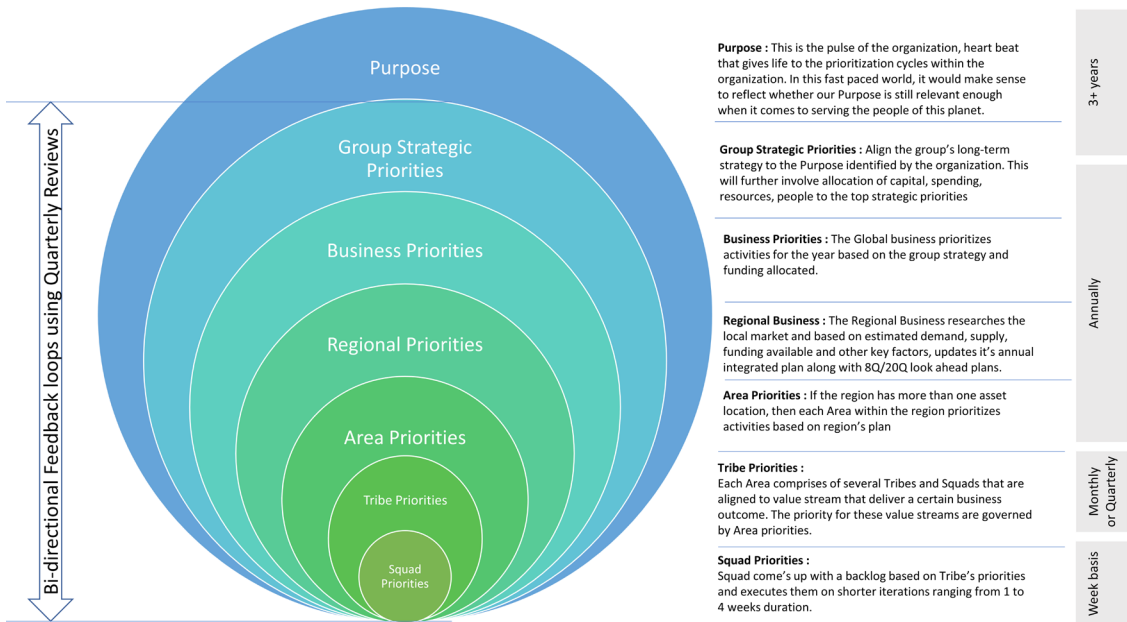 Bi-directional Feedback loops using Quarterly Reviews
Purpose
Group Strategic
Priorities
Business Priorities
Regional Priorities
Area Priorities
Tribe Priorities
Squad
Priorities
Purpose : This is the pulse of the organization, heart beat
that gives life to the prioritization cycles within the
organization. In this fast paced world, it would make sense
to reflect whether our Purpose is still relevant enough
when it comes to serving the people of this planet.
Group Strategic Priorities : Align the group's long-term
strategy to the Purpose identified by the organization. This
will further involve allocation of capital, spending,
resources, people to the top strategic priorities
Business Priorities : The Global business prioritizes
activities for the year based on the group strategy and
funding allocated.
Regional Business : The Regional Business researches the
local market and based on estimated demand, supply,
funding available and other key factors, updates it's annual
integrated plan along with 8Q/20Q look ahead plans.
Area Priorities : If the region has more than one asset
location, then each Area within the region prioritizes
activities based on region's plan
Tribe Priorities :
Each Area comprises of several Tribes and Squads that are
aligned to value stream that deliver a certain business
outcome. The priority for these value streams are governed
by Area priorities.
Squad Priorities :
Squad come's up with a backlog based on Tribe's priorities
and executes them on shorter iterations ranging from 1 to
4 weeks duration.
3+ years
Annually
Monthly
or Quarterly
Week basis